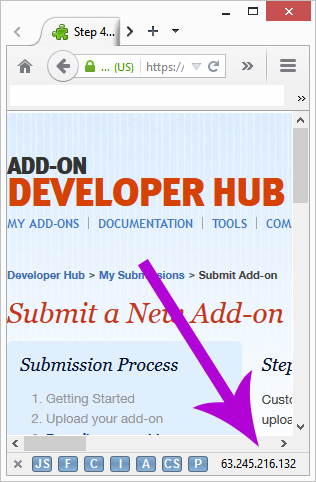 Step 4...
... (US) https://
»
»
ADD-ON
DEVELOPER HUB
MY ADD-ONS | DOCUMENTATION | TOOLS | COM
Developer Hub > My Submissions > Submit Add-on
Submit a New Add-on
Submission Process
Step
1. Getting Started
Custo
2. Upload your add-on
uploa
JS F C I A CS P 63.245.216.132